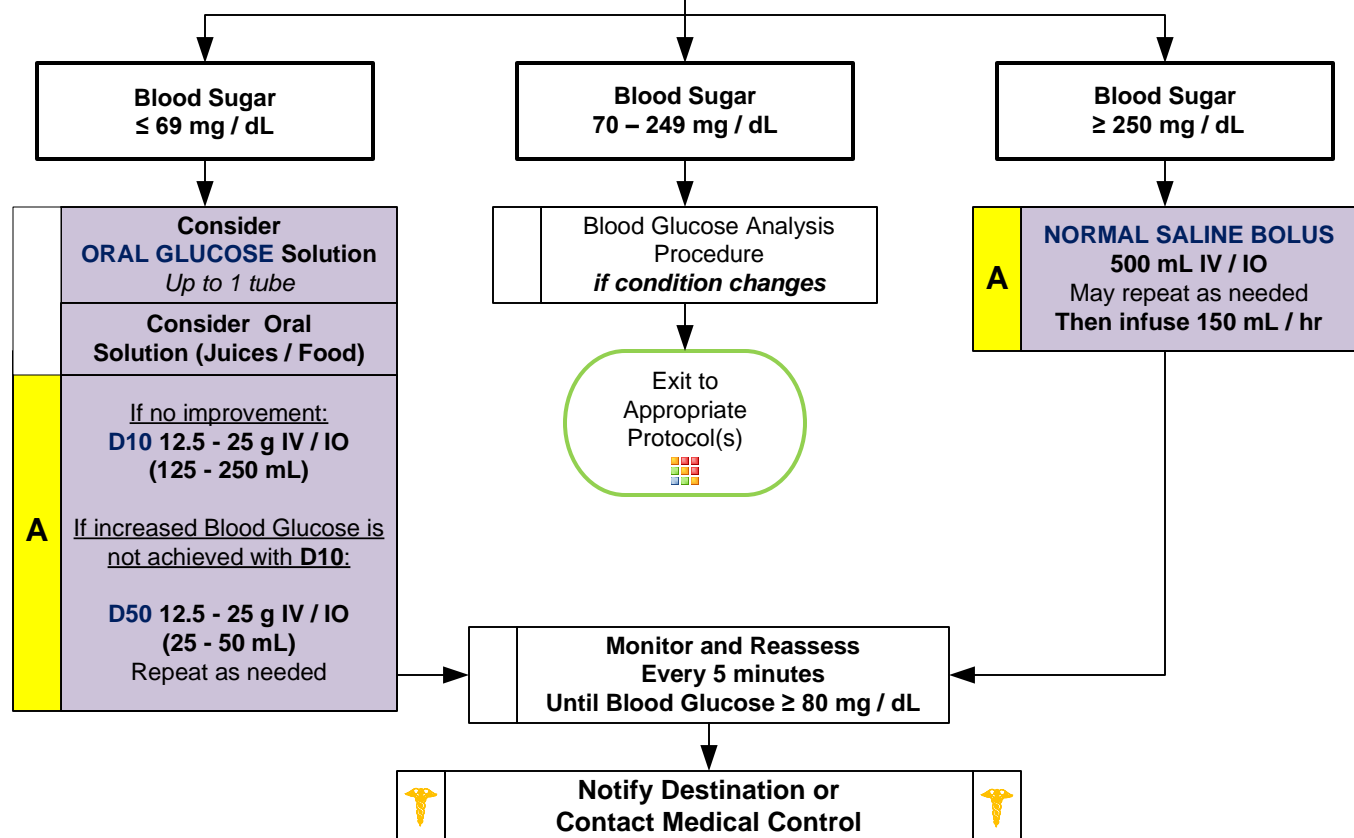 Blood Sugar
≤ 69 mg / dL
Blood Sugar
70 – 249 mg / dL
Blood Sugar
≥ 250 mg / dL
Consider
ORAL GLUCOSE Solution
Up to 1 tube
Consider Oral
Solution (Juices / Food)
A
If no improvement:
D10 12.5 - 25 g IV / IO
(125 - 250 mL)
If increased Blood Glucose is
not achieved with D10:
D50 12.5 - 25 g IV / IO
(25 - 50 mL)
Repeat as needed
Blood Glucose Analysis
Procedure
if condition changes
Exit to
Appropriate
Protocol(s)
A
NORMAL SALINE BOLUS
500 mL IV / IO
May repeat as needed
Then infuse 150 mL / hr
Monitor and Reassess
Every 5 minutes
Until Blood Glucose ≥ 80 mg / dL
Notify Destination or
Contact Medical Control